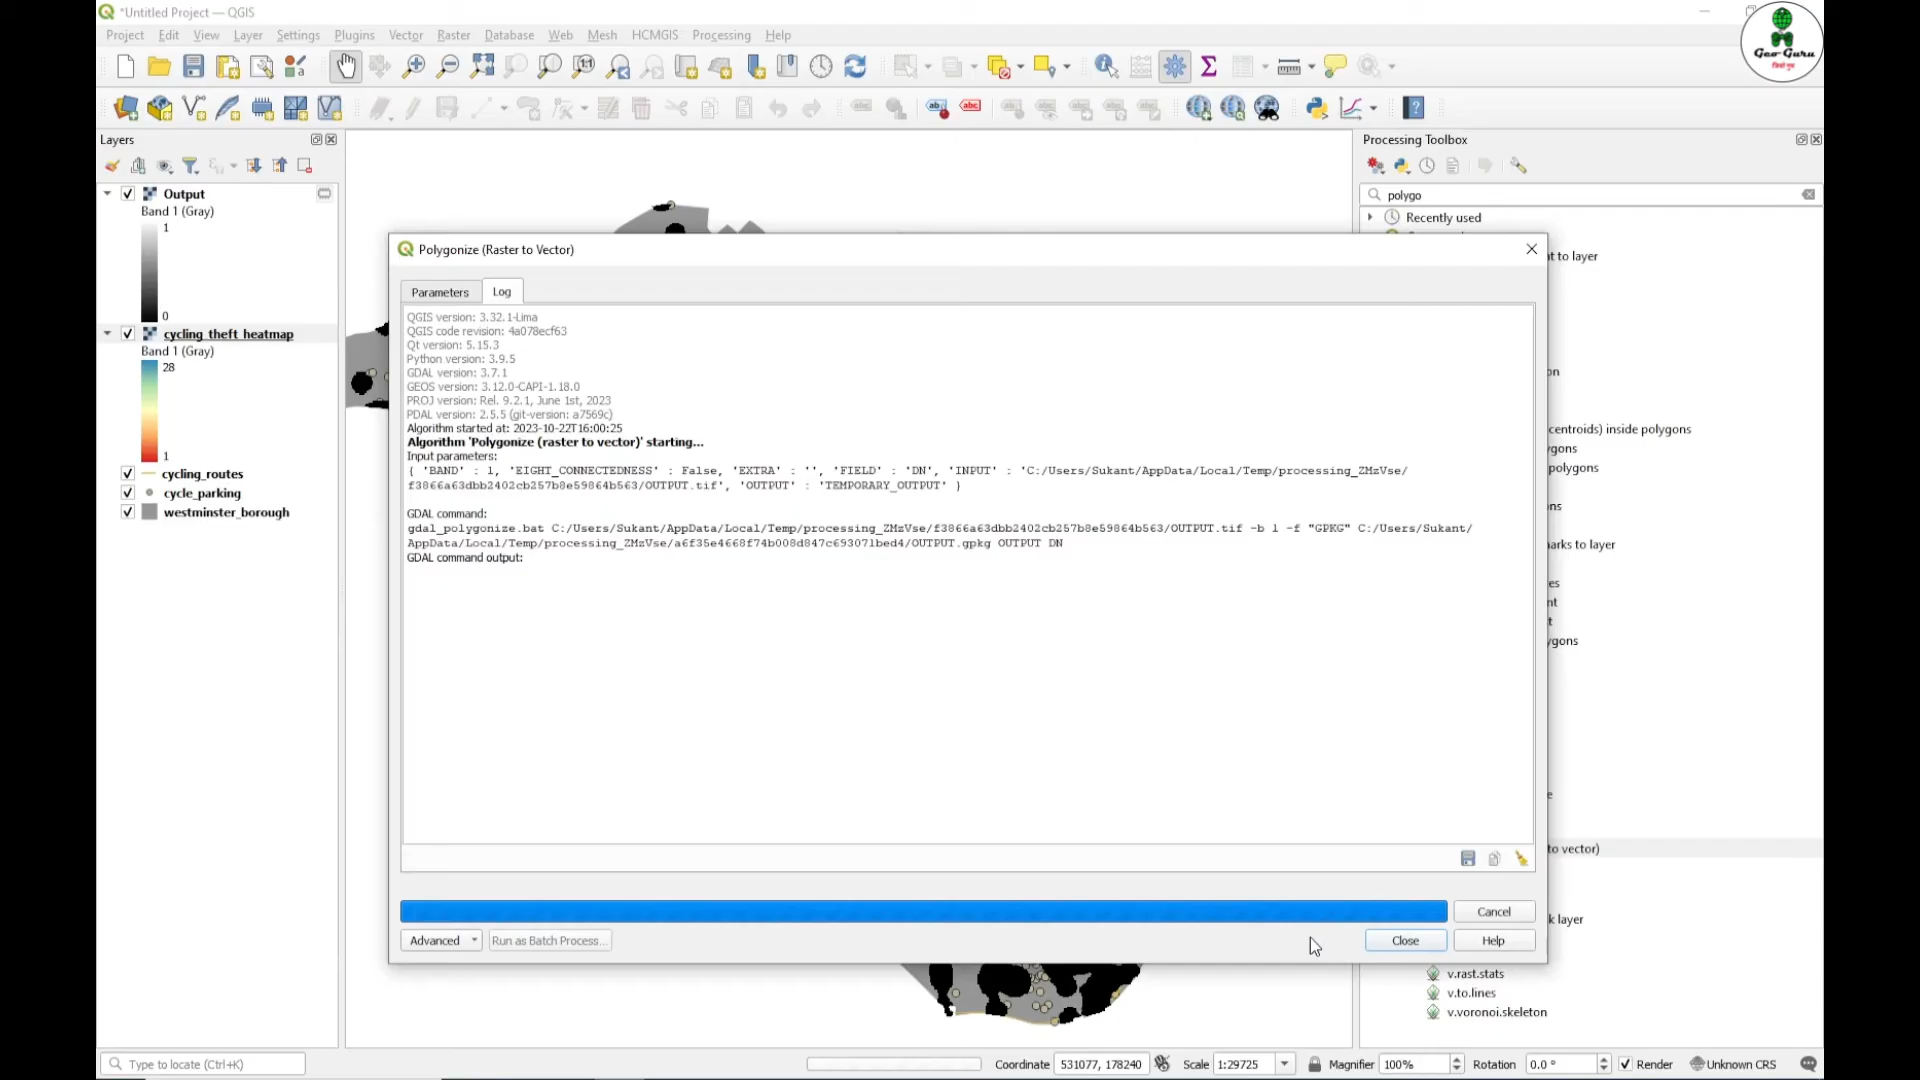 *Untitled Project — QGIS
Project Edit View Layer Settings Plugins Vector Raster Database Web Mesh HCMGIS Processing Help
Geo Guru
Layers
Output
Band 1 (Gray)
1
0
cycling_theft_heatmap
Band 1 (Gray)
28
1
cycling_routes
cycle_parking
westminster_borough
Polygonize (Raster to Vector)
Parameters Log
QGIS version: 3.32.1-Lima
QGIS code revision: 4a078ecf63
Qt version: 5.15.3
Python version: 3.9.5
GDAL version: 3.7.1
GEOS version: 3.12.0-CAPI-1.18.0
PROJ version: Rel. 9.2.1, June 1st, 2023
PDAL version: 2.5.5 (git-version: a7569c)
Algorithm started at: 2023-10-22T16:00:25
Algorithm 'Polygonize (raster to vector)' starting...
Input parameters:
{ 'BAND' : 1, 'EIGHT_CONNECTEDNESS' : False, 'EXTRA' : '', 'FIELD' : 'DN', 'INPUT' : 'C:/Users/Sukant/AppData/Local/Temp/processing_ZMzVse/
f3866a63dbb2402cb257b8e59864b563/OUTPUT.tif', 'OUTPUT' : 'TEMPORARY_OUTPUT' }
GDAL command:
gdal_polygonize.bat C:/Users/Sukant/AppData/Local/Temp/processing_ZMzVse/f3866a63dbb2402cb257b8e59864b563/OUTPUT.tif -b 1 -f "GPKG" C:/Users/Sukant/
AppData/Local/Temp/processing_ZMzVse/a6f35e4668f74b008d847c693071bed4/OUTPUT.gpkg OUTPUT DN
GDAL command output:
Cancel
Advanced Run as Batch Process... Close Help
Processing Toolbox
polygo
Recently used
t to layer
on
centroids) inside polygons
ygons
polygons
ns
arks to layer
es
nt
t
ygons
e
to vector)
k layer
v.rast.stats
v.to.lines
v.voronoi.skeleton
Type to locate (Ctrl+K) Coordinate 531077, 178240 Scale 1:29725 Magnifier 100% Rotation 0.0 ° Render Unknown CRS